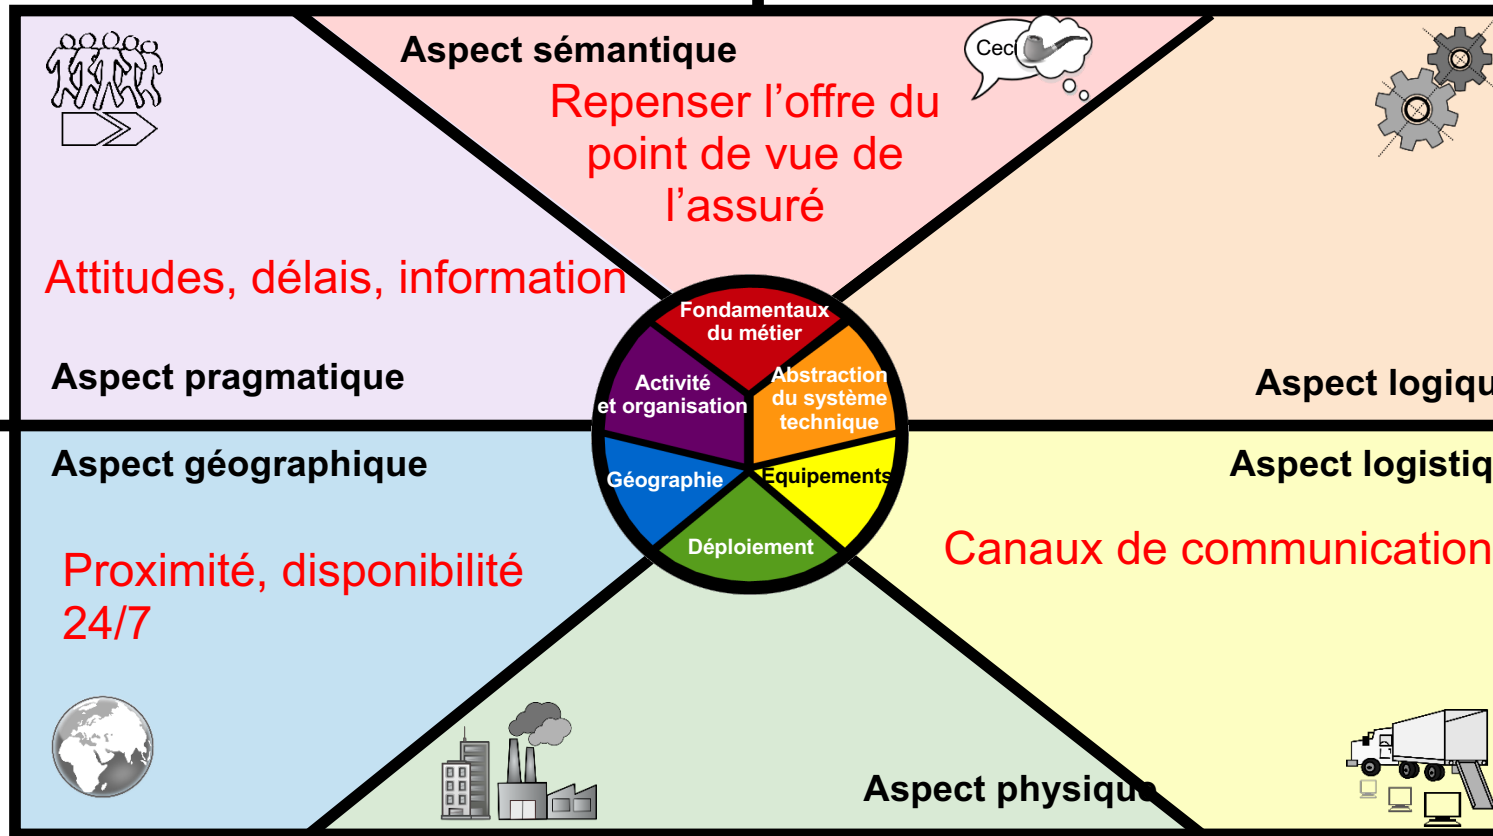 Aspect sémantique
Ceci
Repenser l’offre du
point de vue de
l’assuré
Attitudes, délais, information
Aspect pragmatique
Aspect logiqu
Fondamentaux
du métier
Activité
et organisation
Abstraction
du système
technique
Géographie
Equipements
Déploiement
Aspect géographique
Aspect logistiq
Proximité, disponibilité
24/7
Canaux de communication
Aspect physique